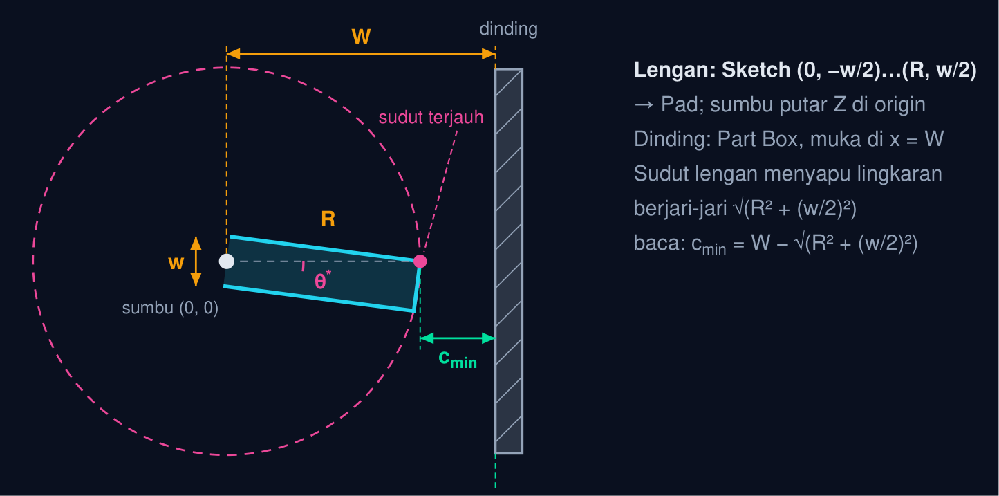 dinding
W
sudut terjauh
R
w
θ*
sumbu (0, 0)
cmin
Lengan: Sketch (0, −w/2)…(R, w/2)
→ Pad; sumbu putar Z di origin
Dinding: Part Box, muka di x = W
Sudut lengan menyapu lingkaran
berjari-jari √(R² + (w/2)²)
baca: cmin = W − √(R² + (w/2)²)